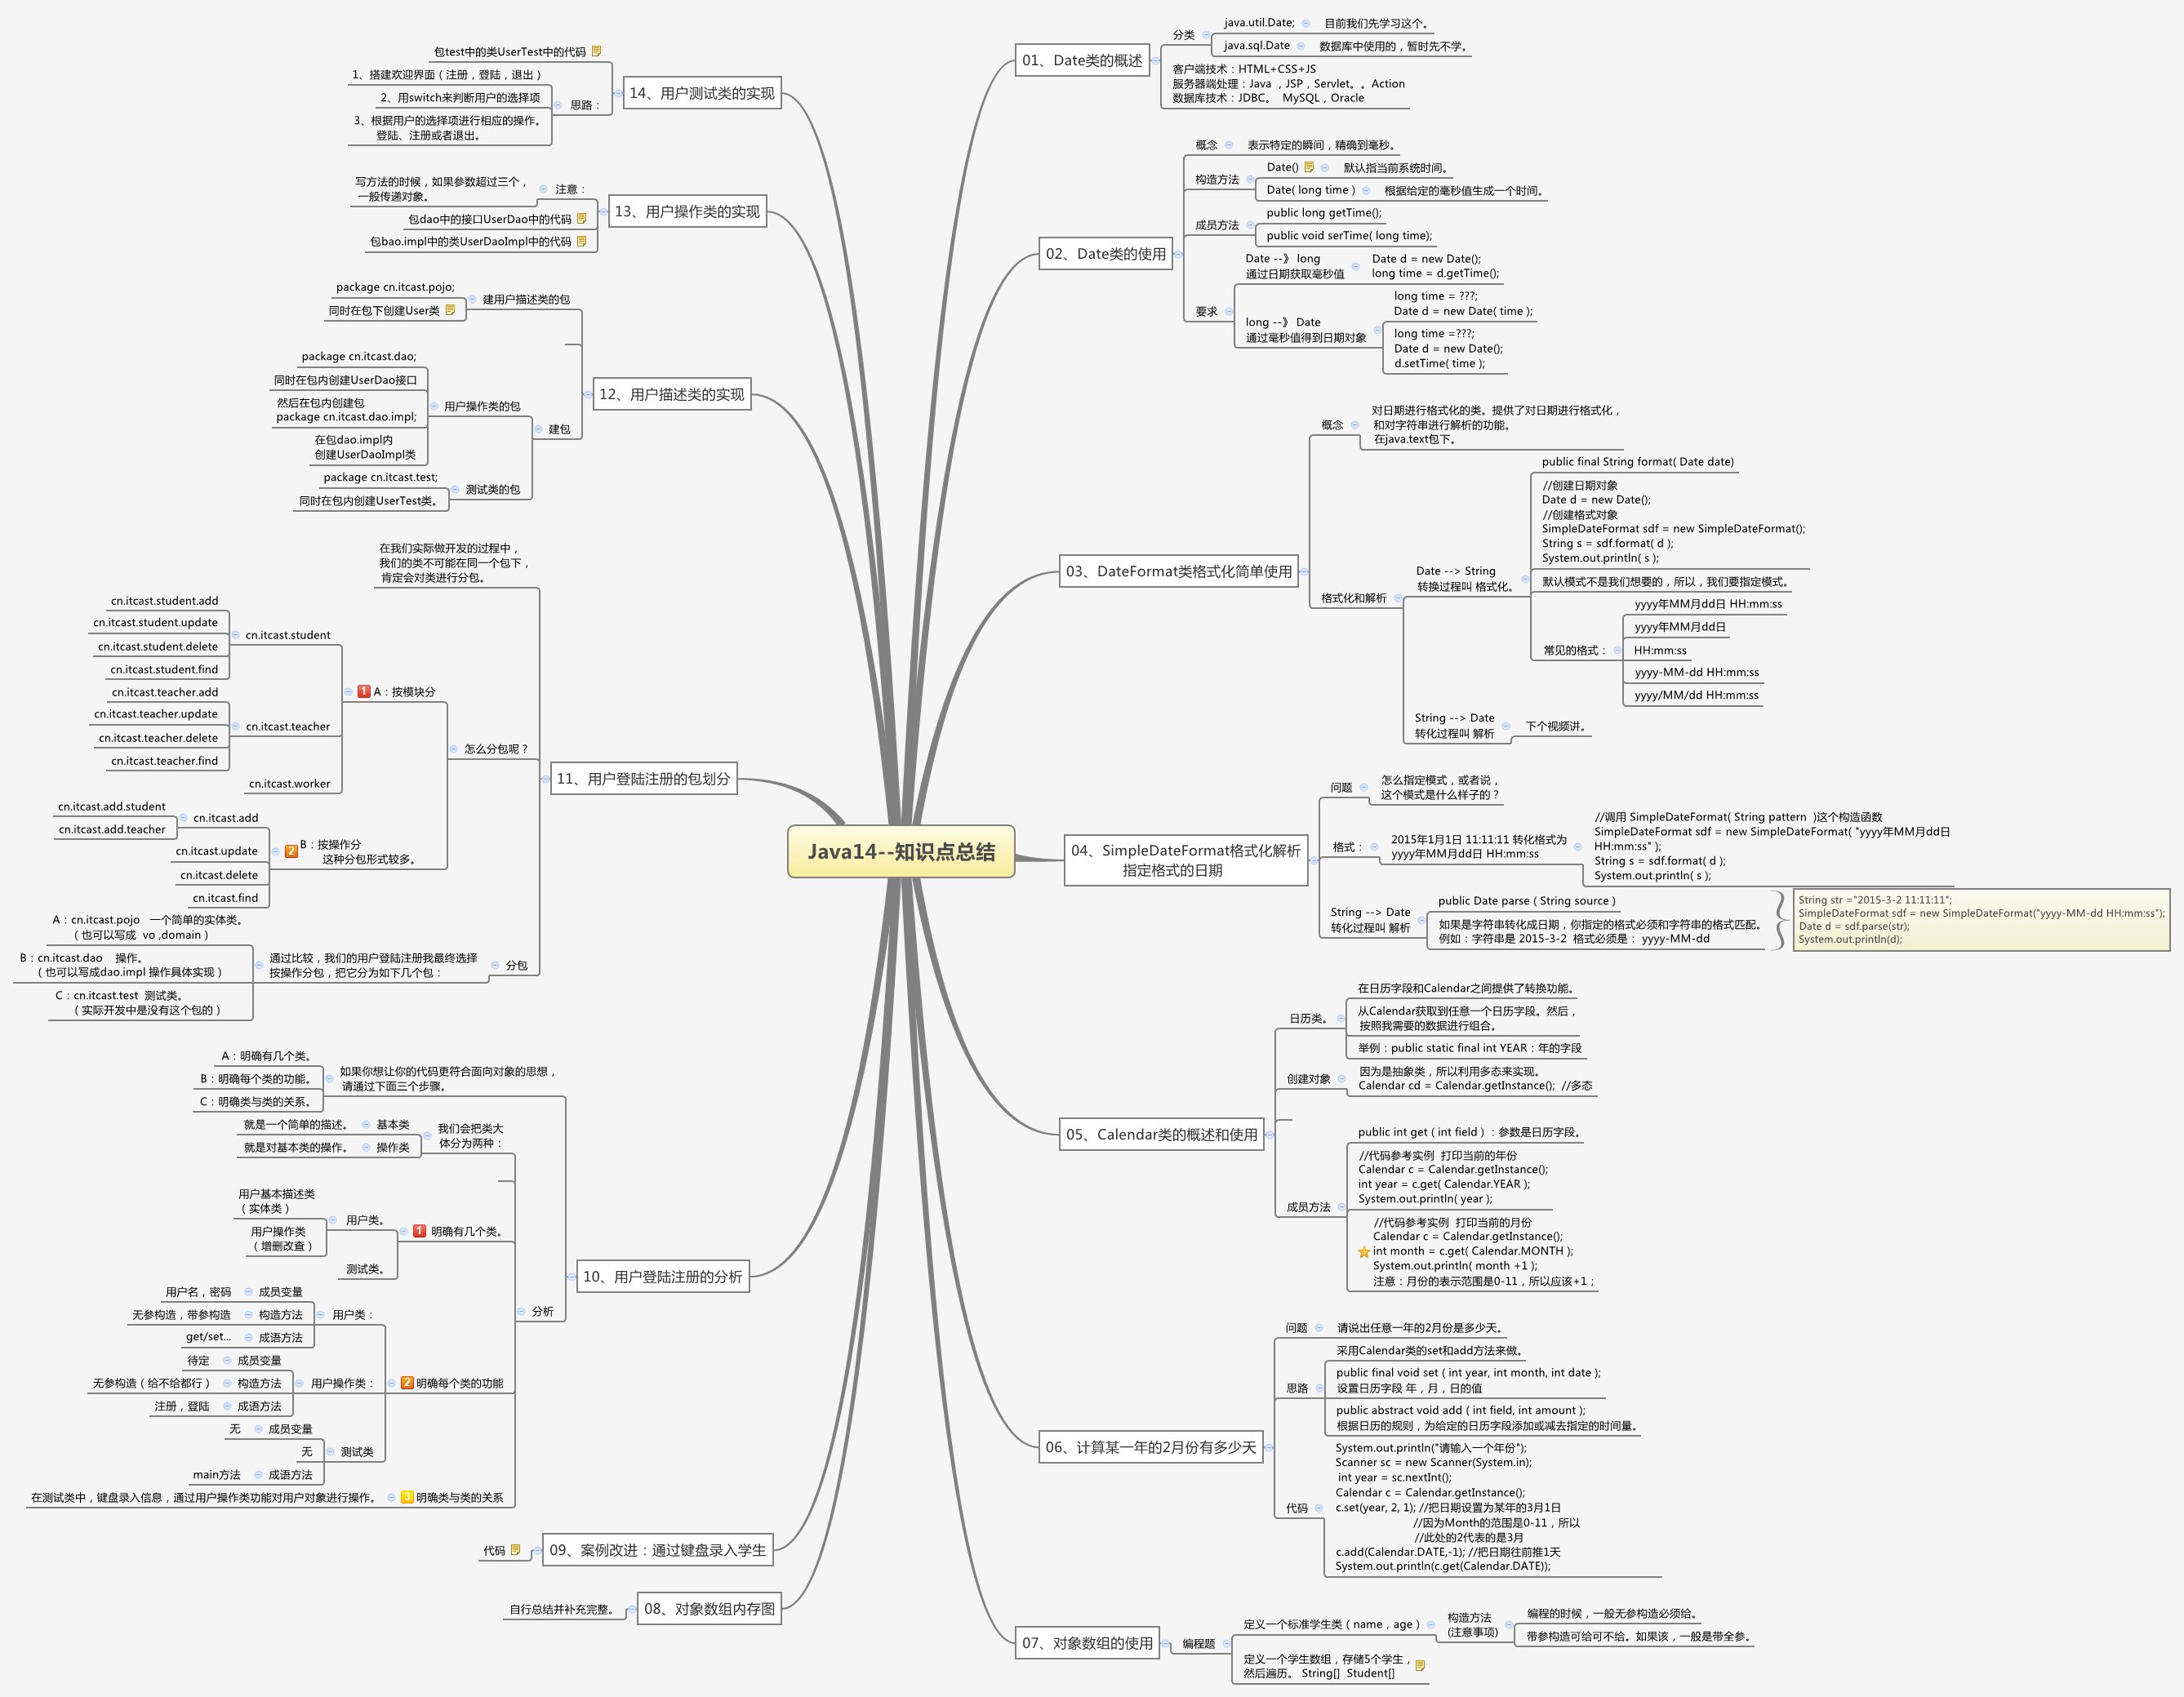 Java14--知识点总结
01、Date类的概述
分类
java.util.Date;
目前我们先学习这个。
java.sql.Date
数据库中使用的，暂时先不学。
客户端技术：HTML+CSS+JS
服务器端处理：Java ，JSP，Servlet。。Action
数据库技术：JDBC。 MySQL，Oracle
02、Date类的使用
概念
表示特定的瞬间，精确到毫秒。
构造方法
Date()
默认指当前系统时间。
Date( long time )
根据给定的毫秒值生成一个时间。
成员方法
public long getTime();
public void serTime( long time);
要求
Date --》 long
通过日期获取毫秒值
Date d = new Date();
long time = d.getTime();
long --》 Date
通过毫秒值得到日期对象
long time = ???;
Date d = new Date( time );
long time =???;
Date d = new Date();
d.setTime( time );
03、DateFormat类格式化简单使用
概念
对日期进行格式化的类。提供了对日期进行格式化，
和对字符串进行解析的功能。
在java.text包下。
格式化和解析
Date --> String
转换过程叫 格式化。
public final String format( Date date)
//创建日期对象
Date d = new Date();
//创建格式对象
SimpleDateFormat sdf = new SimpleDateFormat();
String s = sdf.format( d );
System.out.println( s );
默认模式不是我们想要的，所以，我们要指定模式。
常见的格式：
yyyy年MM月dd日 HH:mm:ss
yyyy年MM月dd日
HH:mm:ss
yyyy-MM-dd HH:mm:ss
yyyy/MM/dd HH:mm:ss
String --> Date
转化过程叫 解析
下个视频讲。
04、SimpleDateFormat格式化解析
指定格式的日期
问题
怎么指定模式，或者说，
这个模式是什么样子的？
格式：
2015年1月1日 11:11:11 转化格式为
yyyy年MM月dd日 HH:mm:ss
//调用 SimpleDateFormat( String pattern )这个构造函数
SimpleDateFormat sdf = new SimpleDateFormat( "yyyy年MM月dd日
HH:mm:ss" );
String s = sdf.format( d );
System.out.println( s );
String --> Date
转化过程叫 解析
public Date parse ( String source )
如果是字符串转化成日期，你指定的格式必须和字符串的格式匹配。
例如：字符串是 2015-3-2 格式必须是： yyyy-MM-dd
String str ="2015-3-2 11:11:11";
SimpleDateFormat sdf = new SimpleDateFormat("yyyy-MM-dd HH:mm:ss");
Date d = sdf.parse(str);
System.out.println(d);
05、Calendar类的概述和使用
日历类。
在日历字段和Calendar之间提供了转换功能。
从Calendar获取到任意一个日历字段。然后，
按照我需要的数据进行组合。
举例：public static final int YEAR：年的字段
创建对象
因为是抽象类，所以利用多态来实现。
Calendar cd = Calendar.getInstance(); //多态
成员方法
public int get ( int field ) ：参数是日历字段。
//代码参考实例 打印当前的年份
Calendar c = Calendar.getInstance();
int year = c.get( Calendar.YEAR );
System.out.println( year );
//代码参考实例 打印当前的月份
Calendar c = Calendar.getInstance();
int month = c.get( Calendar.MONTH );
System.out.println( month +1 );
注意：月份的表示范围是0-11，所以应该+1；
06、计算某一年的2月份有多少天
问题
请说出任意一年的2月份是多少天。
思路
采用Calendar类的set和add方法来做。
public final void set ( int year, int month, int date );
设置日历字段 年，月，日的值
public abstract void add ( int field, int amount );
根据日历的规则，为给定的日历字段添加或减去指定的时间量。
代码
System.out.println("请输入一个年份");
Scanner sc = new Scanner(System.in);
int year = sc.nextInt();
Calendar c = Calendar.getInstance();
c.set(year, 2, 1); //把日期设置为某年的3月1日
//因为Month的范围是0-11，所以
//此处的2代表的是3月
c.add(Calendar.DATE,-1); //把日期往前推1天
System.out.println(c.get(Calendar.DATE));
07、对象数组的使用
编程题
定义一个标准学生类（ name，age ）
构造方法
(注意事项)
编程的时候，一般无参构造必须给。
带参构造可给可不给。如果该，一般是带全参。
定义一个学生数组，存储5个学生，
然后遍历。 String[] Student[]
08、对象数组内存图
自行总结并补充完整。
09、案例改进：通过键盘录入学生
代码
10、用户登陆注册的分析
如果你想让你的代码更符合面向对象的思想，
请通过下面三个步骤。
A：明确有几个类。
B：明确每个类的功能。
C：明确类与类的关系。
分析
我们会把类大
体分为两种：
基本类
就是一个简单的描述。
操作类
就是对基本类的操作。
1 明确有几个类。
用户类。
用户基本描述类
（ 实体类 ）
用户操作类
（ 增删改查 ）
测试类。
2 明确每个类的功能
用户类：
成员变量
用户名，密码
构造方法
无参构造，带参构造
成语方法
get/set...
用户操作类：
成员变量
待定
构造方法
无参构造（ 给不给都行 ）
成语方法
注册，登陆
测试类
成员变量
无
无
成语方法
main方法
3 明确类与类的关系
在测试类中，键盘录入信息，通过用户操作类功能对用户对象进行操作。
11、用户登陆注册的包划分
在我们实际做开发的过程中，
我们的类不可能在同一个包下，
肯定会对类进行分包。
怎么分包呢？
1 A：按模块分
cn.itcast.student
cn.itcast.student.add
cn.itcast.student.update
cn.itcast.student.delete
cn.itcast.student.find
cn.itcast.teacher
cn.itcast.teacher.add
cn.itcast.teacher.update
cn.itcast.teacher.delete
cn.itcast.teacher.find
cn.itcast.worker
2 B：按操作分
这种分包形式较多。
cn.itcast.add
cn.itcast.add.student
cn.itcast.add.teacher
cn.itcast.update
cn.itcast.delete
cn.itcast.find
分包
通过比较，我们的用户登陆注册我最终选择
按操作分包，把它分为如下几个包：
A：cn.itcast.pojo 一个简单的实体类。
（ 也可以写成 vo ,domain ）
B：cn.itcast.dao 操作。
（ 也可以写成dao.impl 操作具体实现 ）
C：cn.itcast.test 测试类。
（ 实际开发中是没有这个包的 ）
12、用户描述类的实现
建用户描述类的包
package cn.itcast.pojo;
同时在包下创建User类
建包
用户操作类的包
package cn.itcast.dao;
同时在包内创建UserDao接口
然后在包内创建包
package cn.itcast.dao.impl;
在包dao.impl内
创建UserDaoImpl类
测试类的包
package cn.itcast.test;
同时在包内创建UserTest类。
13、用户操作类的实现
注意：
写方法的时候，如果参数超过三个，
一般传递对象。
包dao中的接口UserDao中的代码
包bao.impl中的类UserDaoImpl中的代码
14、用户测试类的实现
包test中的类UserTest中的代码
思路：
1、搭建欢迎界面（ 注册，登陆，退出 ）
2、用switch来判断用户的选择项
3、根据用户的选择项进行相应的操作。
登陆、注册或者退出。